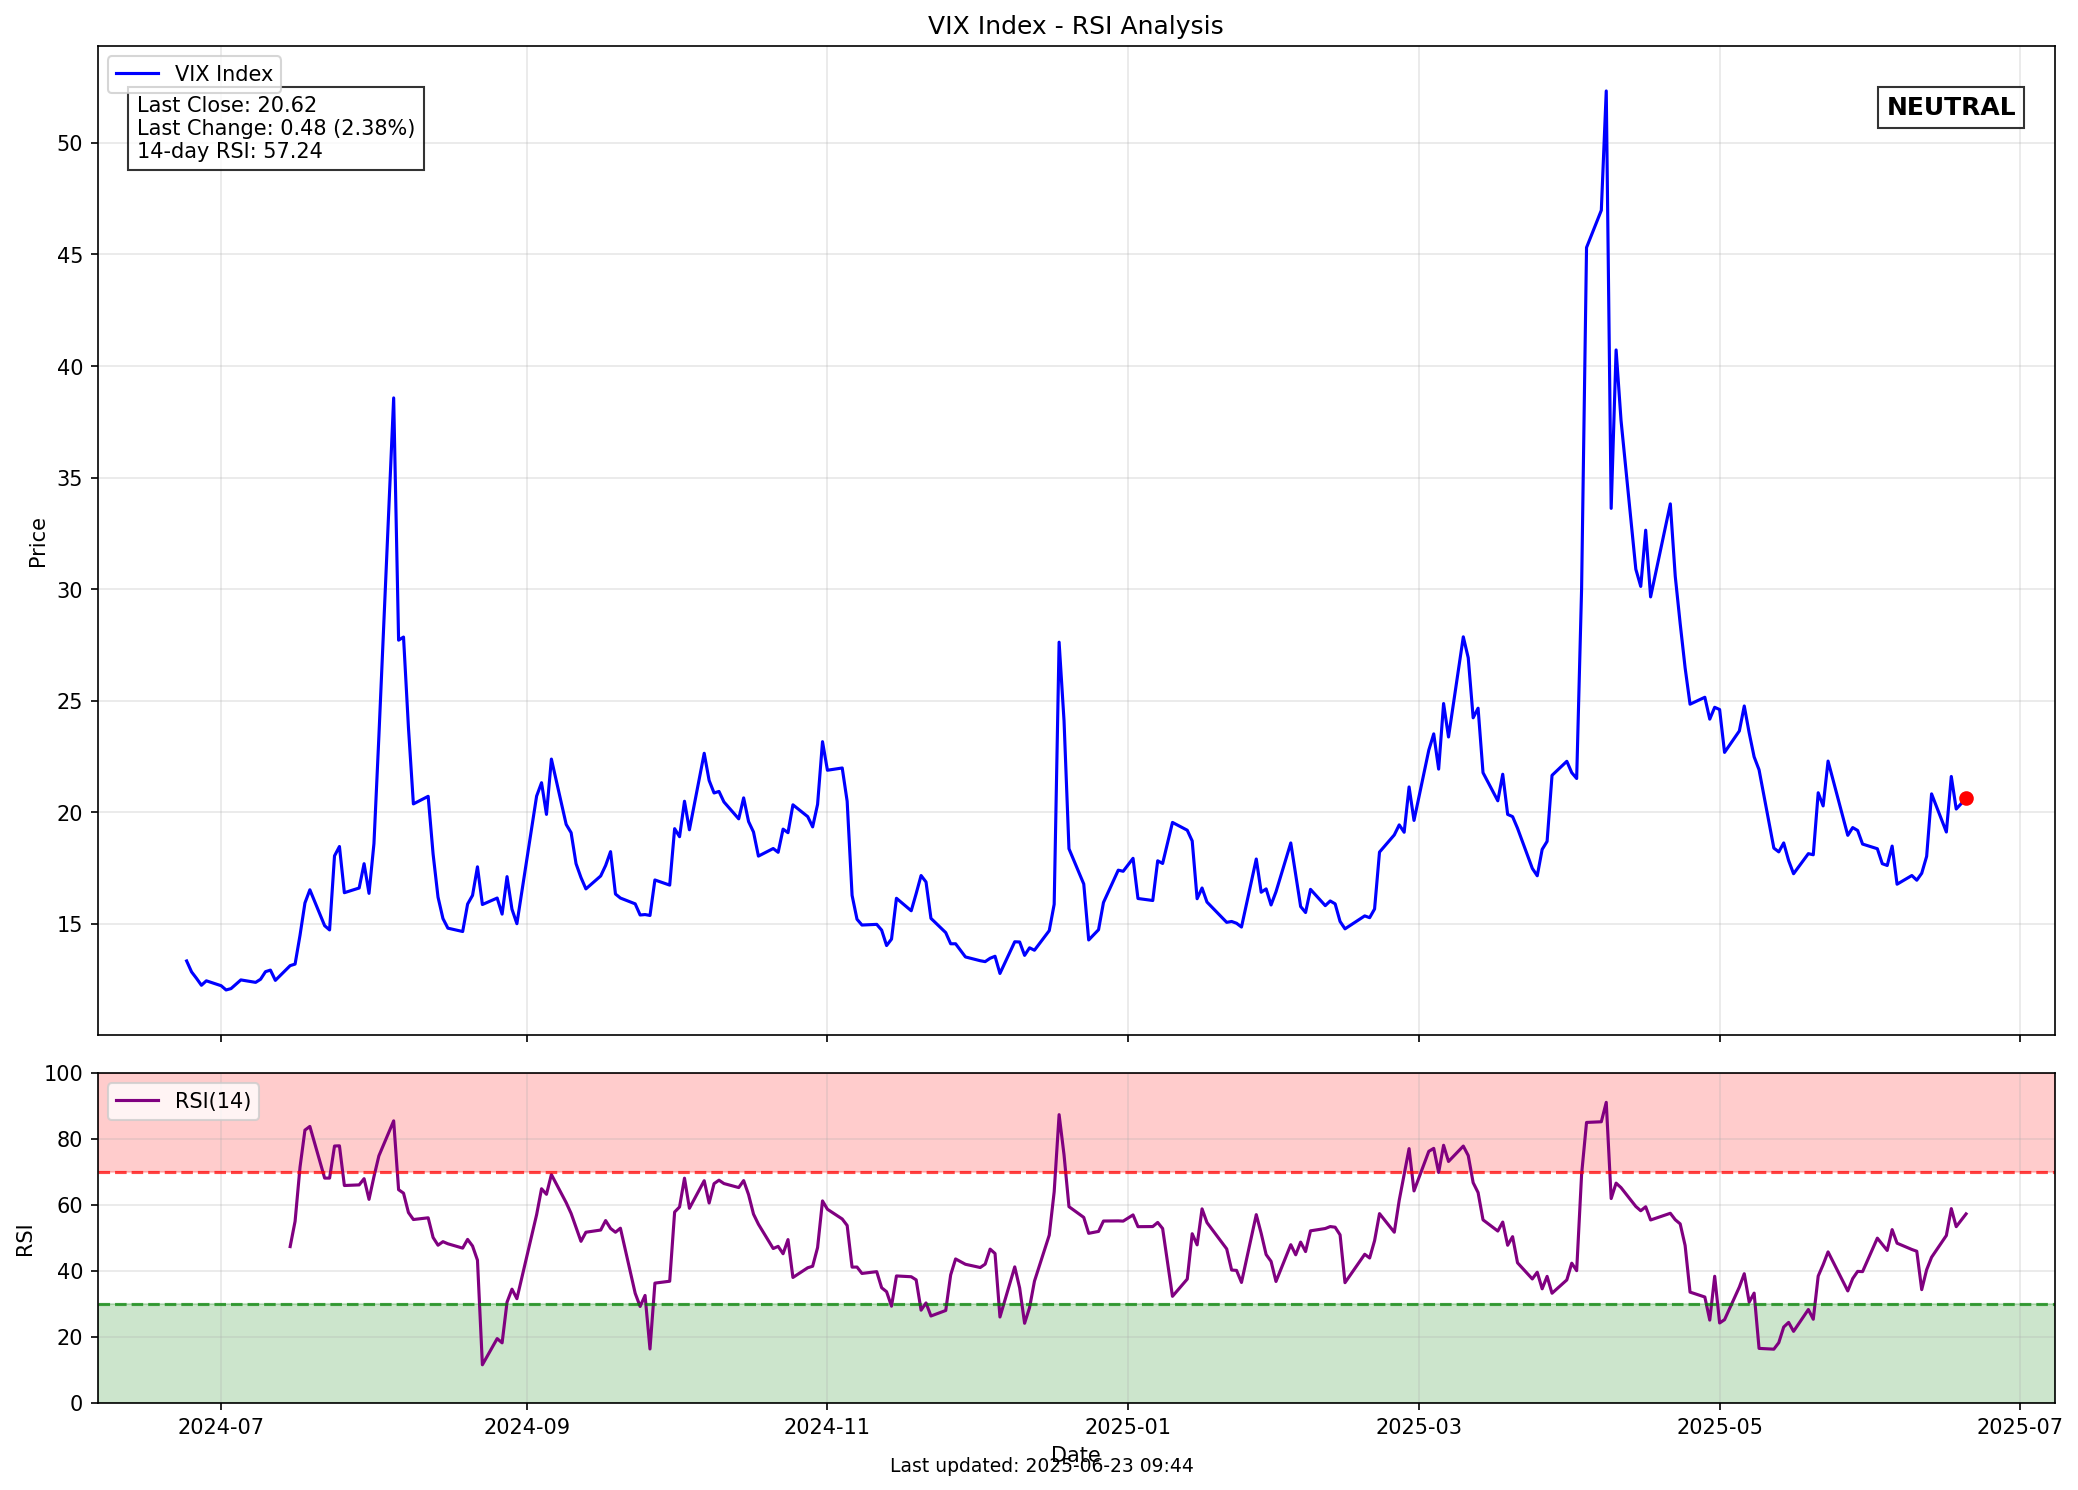 VIX Index - RSI Analysis
VIX Index
Last Close: 20.62
Last Change: 0.48 (2.38%)
14-day RSI: 57.24
NEUTRAL
Price
50
45
40
35
30
25
20
15
RSI(14)
RSI
100
80
60
40
20
0
2024-07 2024-09 2024-11 2025-01 2025-03 2025-05 2025-07
Date
Last updated: 2025-06-23 09:44